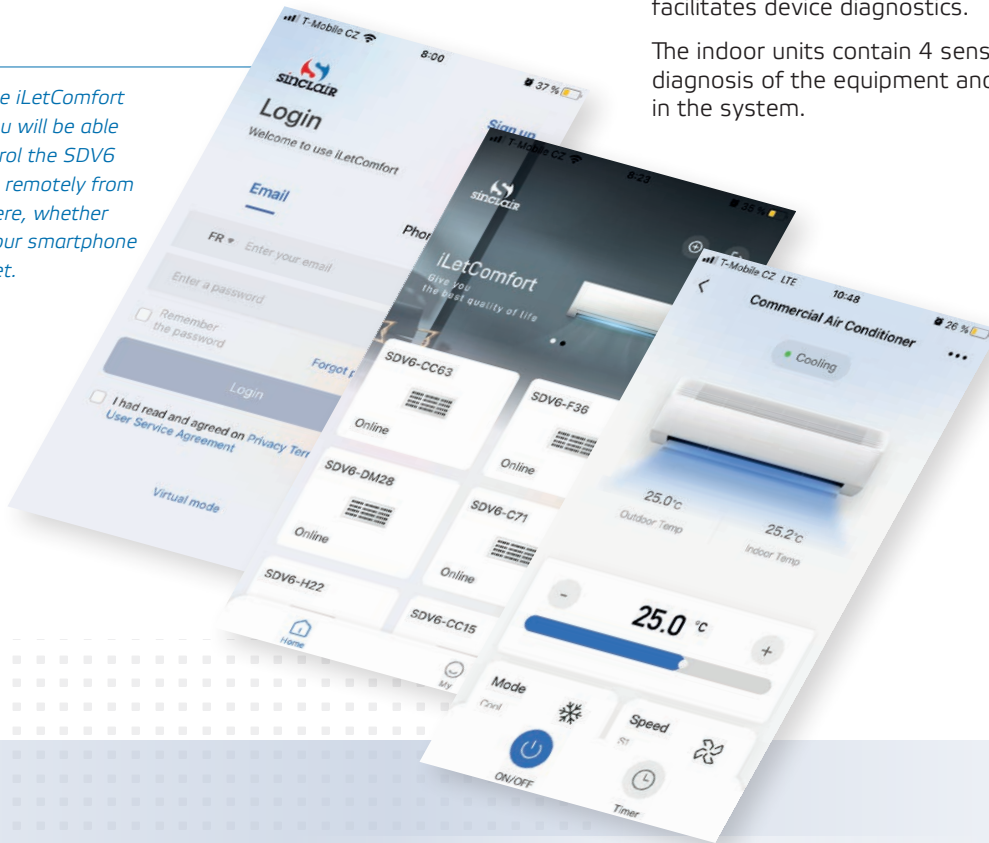 facilitates device diagnostics.
The indoor units contain 4 sens
diagnosis of the equipment and
in the system.
e iLetComfort
u will be able
rol the SDV6
remotely from
ere, whether
our smartphone
et.
T-Mobile CZ
8:00
37 %
sinclair
Login
Sign up
Welcome to use iLetComfort
Email
Phon
FR
Enter your email
Enter a password
Remember
the password
Forgot p
Login
I had read and agreed on Privacy Terr
User Service Agreement
Virtual mode
T-Mobile CZ
8:23
35 %
sinclair
iLetComfort
Give you
the best quality of life
SDV6-CC63
Online
SDV6-F36
Online
SDV6-DM28
Online
SDV6-C71
Online
SDV6-H22
SDV6-CC15
Home
My
T-Mobile CZ LTE
10:48
26 %
Commercial Air Conditioner
Cooling
25,0°c
Outdoor Temp
25.2°c
Indoor Temp
-
25.0 °c
+
Mode
Cool
Speed
ON/OFF
Timer